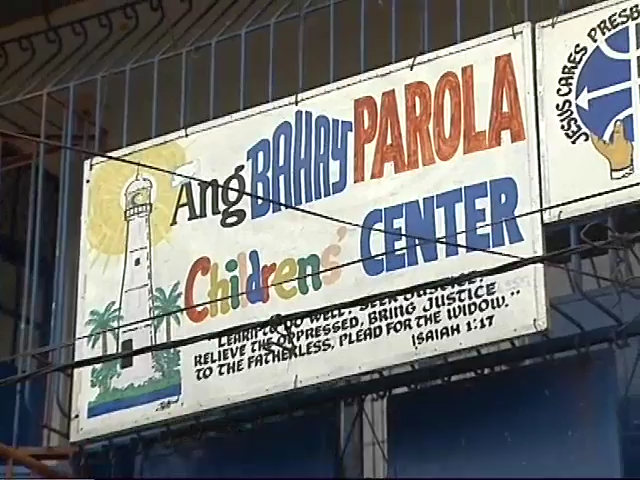 Ang BAHAY PAROLA
Childrens' CENTER
"LEARN TO DO WELL, SEEK JUSTICE,
RELIEVE THE OPPRESSED, BRING JUSTICE
TO THE FATHERLESS, PLEAD FOR THE WIDOW."
ISAIAH 1:17
JESUS CARES PRESB